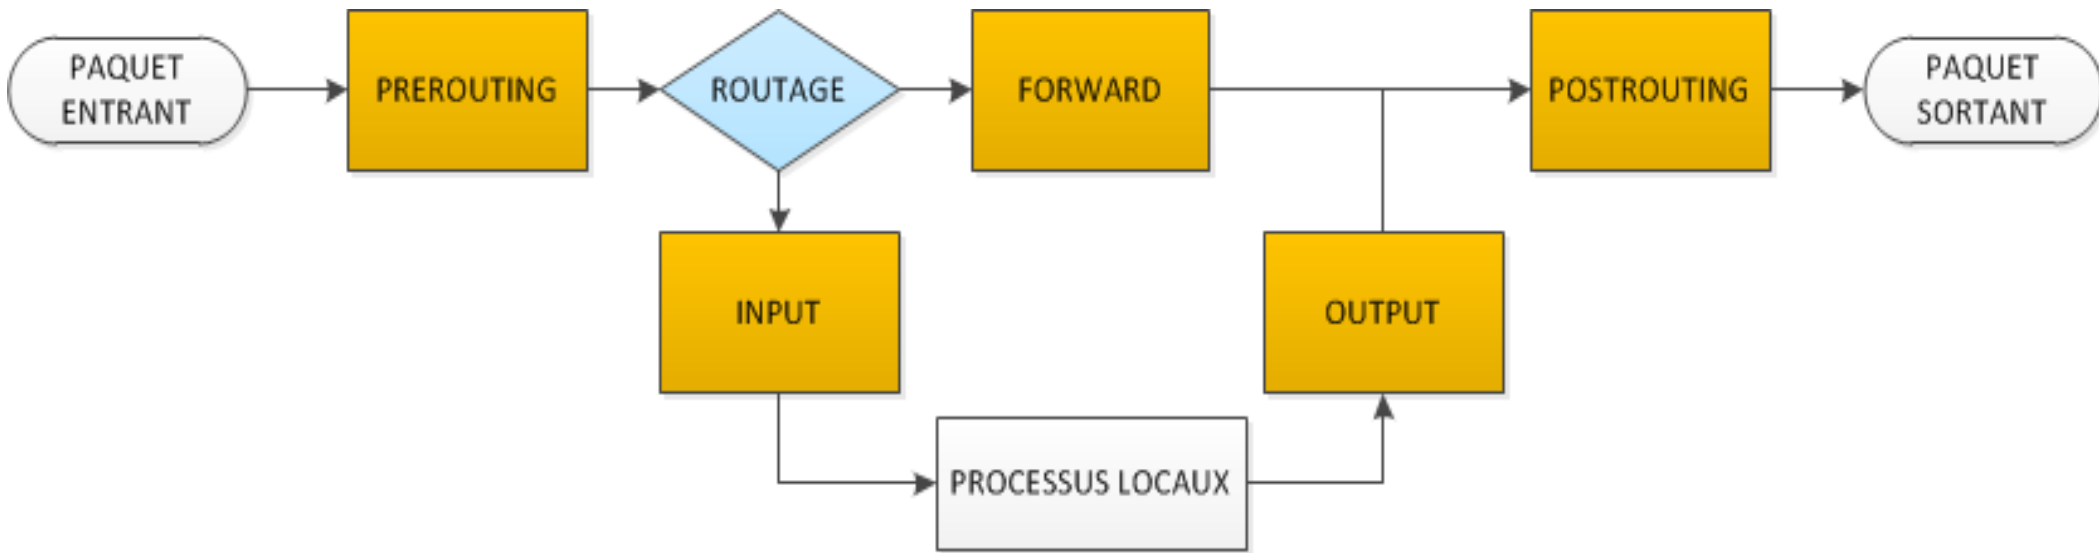 PAQUET
ENTRANT
PREROUTING
ROUTAGE
FORWARD
POSTROUTING
PAQUET
SORTANT
INPUT
OUTPUT
PROCESSUS LOCAUX